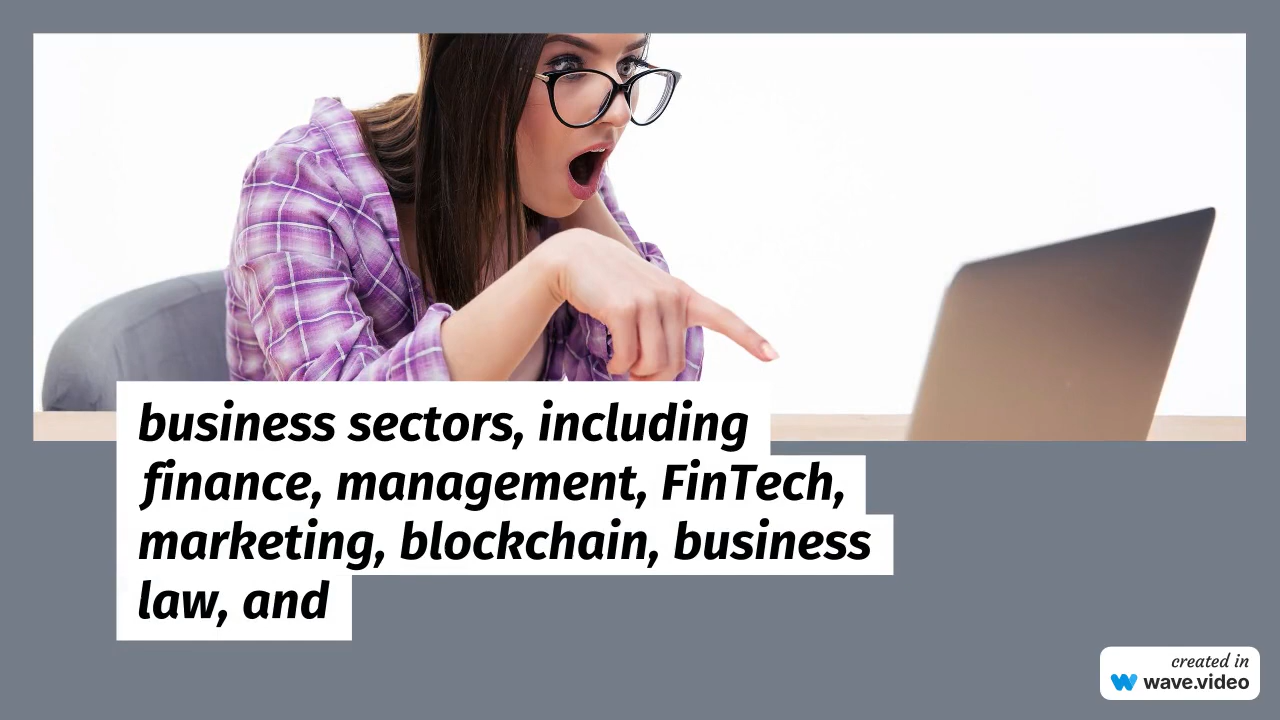 business sectors, including
finance, management, FinTech,
marketing, blockchain, business
law, and
created in
wave.video